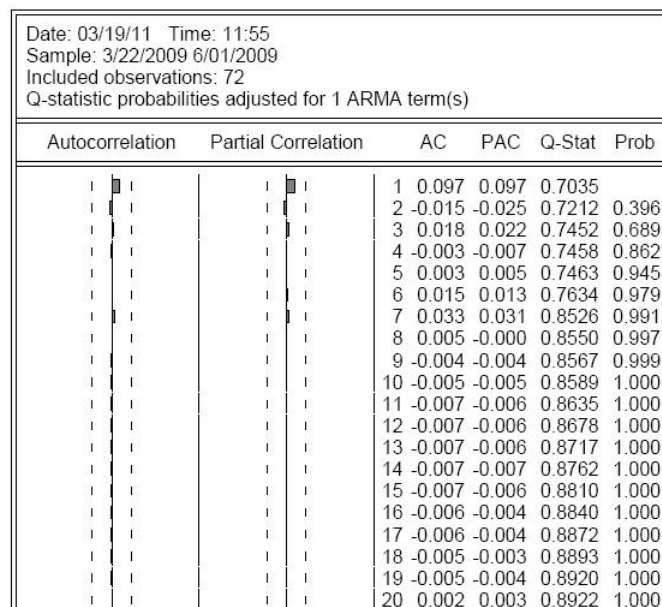 Date: 03/19/11 Time: 11:55
Sample: 3/22/2009 6/01/2009
Included observations: 72
Q-statistic probabilities adjusted for 1 ARMA term(s)
Autocorrelation Partial Correlation AC PAC Q-Stat Prob
1 0.097 0.097 0.7035
2 -0.015 -0.025 0.7212 0.396
3 0.018 0.022 0.7452 0.689
4 -0.003 -0.007 0.7458 0.862
5 0.003 0.005 0.7463 0.945
6 0.015 0.013 0.7634 0.979
7 0.033 0.031 0.8526 0.991
8 0.005 -0.000 0.8550 0.997
9 -0.004 -0.004 0.8567 0.999
10 -0.005 -0.005 0.8589 1.000
11 -0.007 -0.006 0.8635 1.000
12 -0.007 -0.006 0.8678 1.000
13 -0.007 -0.006 0.8717 1.000
14 -0.007 -0.007 0.8762 1.000
15 -0.007 -0.006 0.8810 1.000
16 -0.006 -0.004 0.8840 1.000
17 -0.006 -0.004 0.8872 1.000
18 -0.005 -0.003 0.8893 1.000
19 -0.005 -0.004 0.8920 1.000
20 0.002 0.003 0.8922 1.000